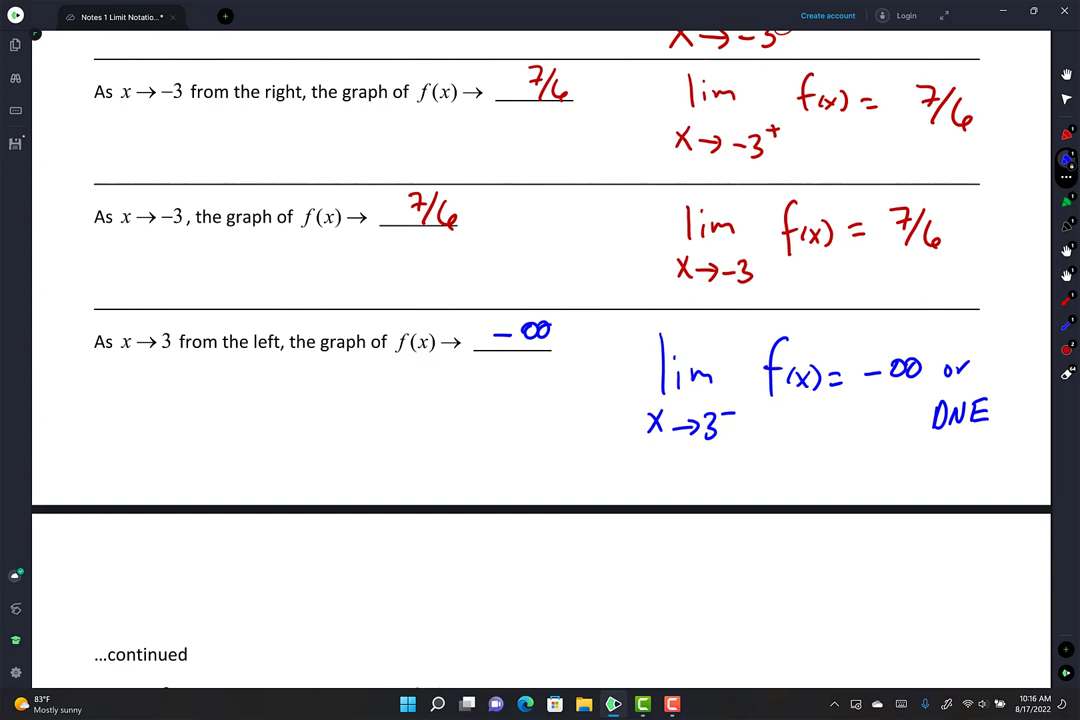 Notes 1 Limit Notatio...*
Create account
Login
x → -3
As x → −3 from the right, the graph of f(x) → 7/6
lim f(x) = 7/6
x → -3⁺
As x → −3, the graph of f(x) → 7/6
lim f(x) = 7/6
x → -3
As x → 3 from the left, the graph of f(x) → -∞
lim f(x) = -∞ or
x → 3⁻ DNE
...continued
83°F
Mostly sunny
10:16 AM
8/17/2022